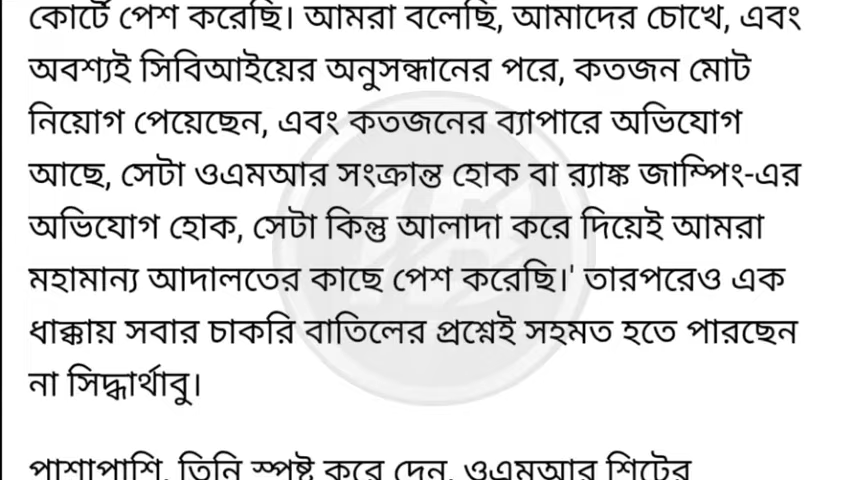 কোর্টে পেশ করেছি। আমরা বলেছি, আমাদের চোখে, এবং
অবশ্যই সিবিআইয়ের অনুসন্ধানের পরে, কতজন মোট
নিয়োগ পেয়েছেন, এবং কতজনের ব্যাপারে অভিযোগ
আছে, সেটা ওএমআর সংক্রান্ত হোক বা র‍্যাঙ্ক জাম্পিং-এর
অভিযোগ হোক, সেটা কিন্তু আলাদা করে দিয়েই আমরা
মহামান্য আদালতের কাছে পেশ করেছি।' তারপরেও এক
ধাক্কায় সবার চাকরি বাতিলের প্রশ্নেই সহমত হতে পারছেন
না সিদ্ধার্থাবু।
পাশাপাশি, তিনি স্পষ্ট করে দেন, ওএমআর শিটের